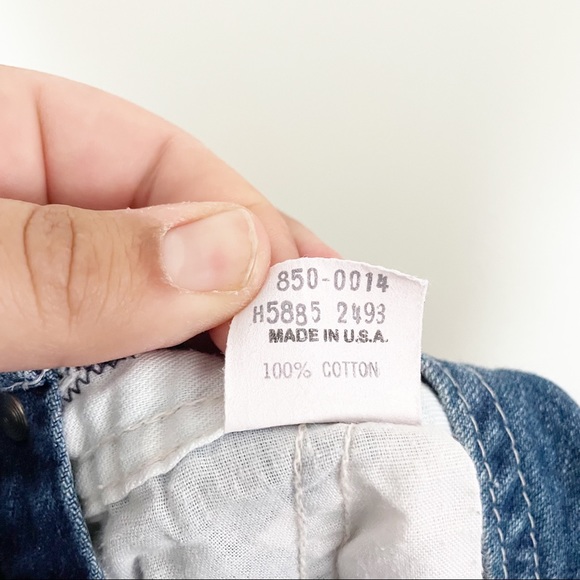 850-0014
H5885 2493
MADE IN U.S.A.
100% COTTON